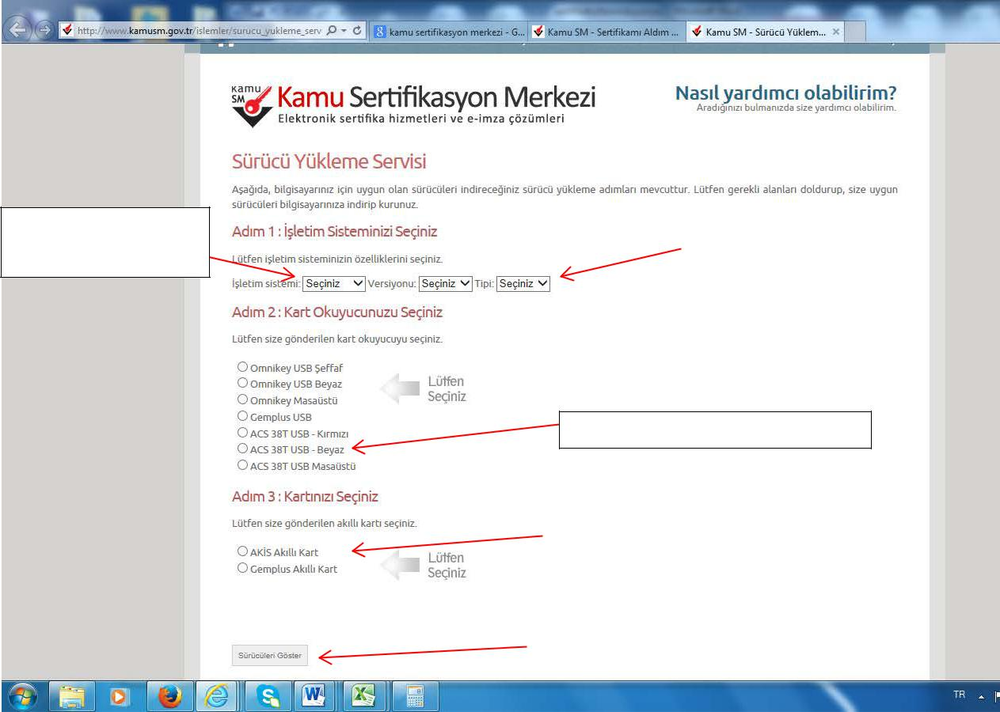 http://www.kamusm.gov.tr/islemler/surucu_yukleme_serv
kamu sertifikasyon merkezi - G...
Kamu SM - Sertifikamı Aldım ...
Kamu SM - Sürücü Yüklem...
Kamu SM
Kamu Sertifikasyon Merkezi
Elektronik sertifika hizmetleri ve e-imza çözümleri
Nasıl yardımcı olabilirim?
Aradığınızı bulmanızda size yardımcı olabilirim.
Sürücü Yükleme Servisi
Aşağıda, bilgisayarınız için uygun olan sürücüleri indireceğiniz sürücü yükleme adımları mevcuttur. Lütfen gerekli alanları doldurup, size uygun
sürücüleri bilgisayarınıza indirip kurunuz.
Adım 1 : İşletim Sisteminizi Seçiniz
Lütfen işletim sisteminizin özelliklerini seçiniz.
İşletim sistemi: Seçiniz Versiyonu: Seçiniz Tipi: Seçiniz
Adım 2 : Kart Okuyucunuzu Seçiniz
Lütfen size gönderilen kart okuyucuyu seçiniz.
Omnikey USB Şeffaf
Omnikey USB Beyaz
Omnikey Masaüstü
Gemplus USB
ACS 38T USB - Kırmızı
ACS 38T USB - Beyaz
ACS 38T USB Masaüstü
Lütfen
Seçiniz
Adım 3 : Kartınızı Seçiniz
Lütfen size gönderilen akıllı kartı seçiniz.
AKİS Akıllı Kart
Gemplus Akıllı Kart
Lütfen
Seçiniz
Sürücüleri Göster
TR